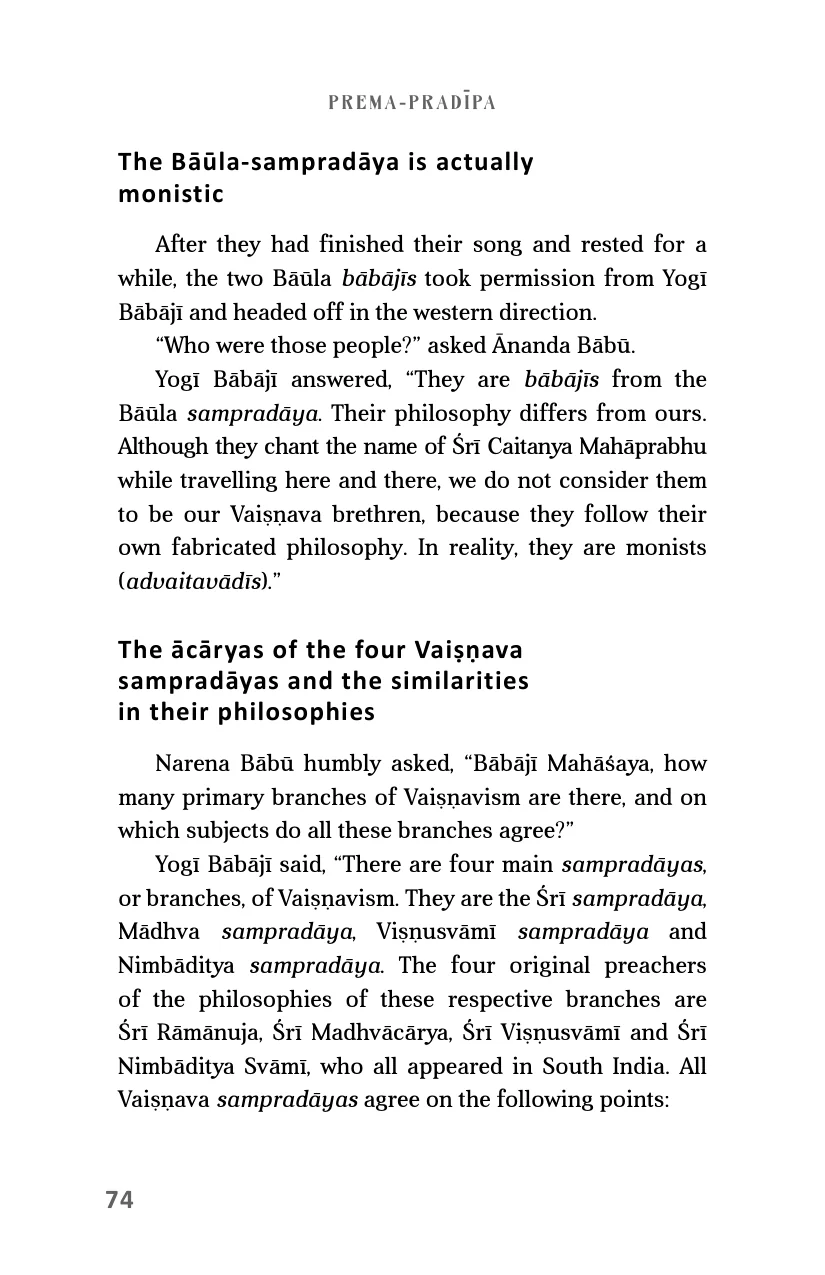 PREMA-PRADĪPA
The Bāūla-sampradāya is actually
monistic
After they had finished their song and rested for a
while, the two Bāūla bābājīs took permission from Yogī
Bābājī and headed off in the western direction.
“Who were those people?” asked Ānanda Bābū.
Yogī Bābājī answered, “They are bābājīs from the
Bāūla sampradāya. Their philosophy differs from ours.
Although they chant the name of Śrī Caitanya Mahāprabhu
while travelling here and there, we do not consider them
to be our Vaiṣṇava brethren, because they follow their
own fabricated philosophy. In reality, they are monists
(advaitavādīs).”
The ācāryas of the four Vaiṣṇava
sampradāyas and the similarities
in their philosophies
Narena Bābū humbly asked, “Bābājī Mahāśaya, how
many primary branches of Vaiṣṇavism are there, and on
which subjects do all these branches agree?”
Yogī Bābājī said, “There are four main sampradāyas,
or branches, of Vaiṣṇavism. They are the Śrī sampradāya,
Mādhva sampradāya, Viṣṇusvāmī sampradāya and
Nimbāditya sampradāya. The four original preachers
of the philosophies of these respective branches are
Śrī Rāmānuja, Śrī Madhvācārya, Śrī Viṣṇusvāmī and Śrī
Nimbāditya Svāmī, who all appeared in South India. All
Vaiṣṇava sampradāyas agree on the following points:
74